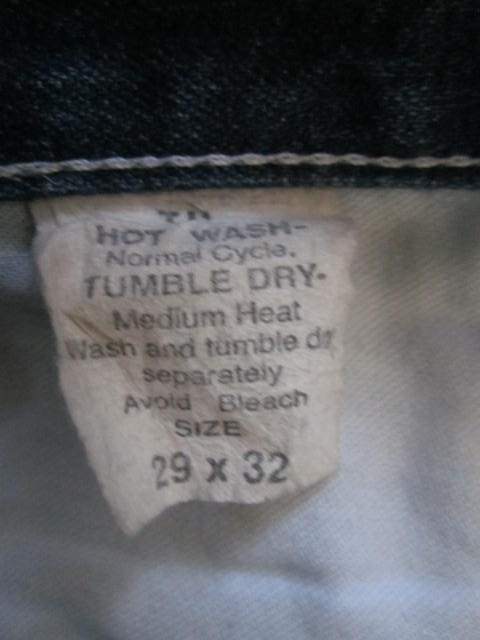 HOT WASH-
Normal Cycle.
TUMBLE DRY-
Medium Heat
Wash and tumble dry
separately
Avoid Bleach
SIZE
29 x 32